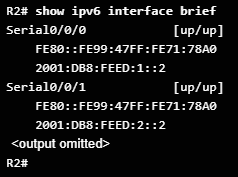 R2# show ipv6 interface brief
Serial0/0/0 [up/up]
FE80::FE99:47FF:FE71:78A0
2001:DB8:FEED:1::2
Serial0/0/1 [up/up]
FE80::FE99:47FF:FE71:78A0
2001:DB8:FEED:2::2
<output omitted>
R2#